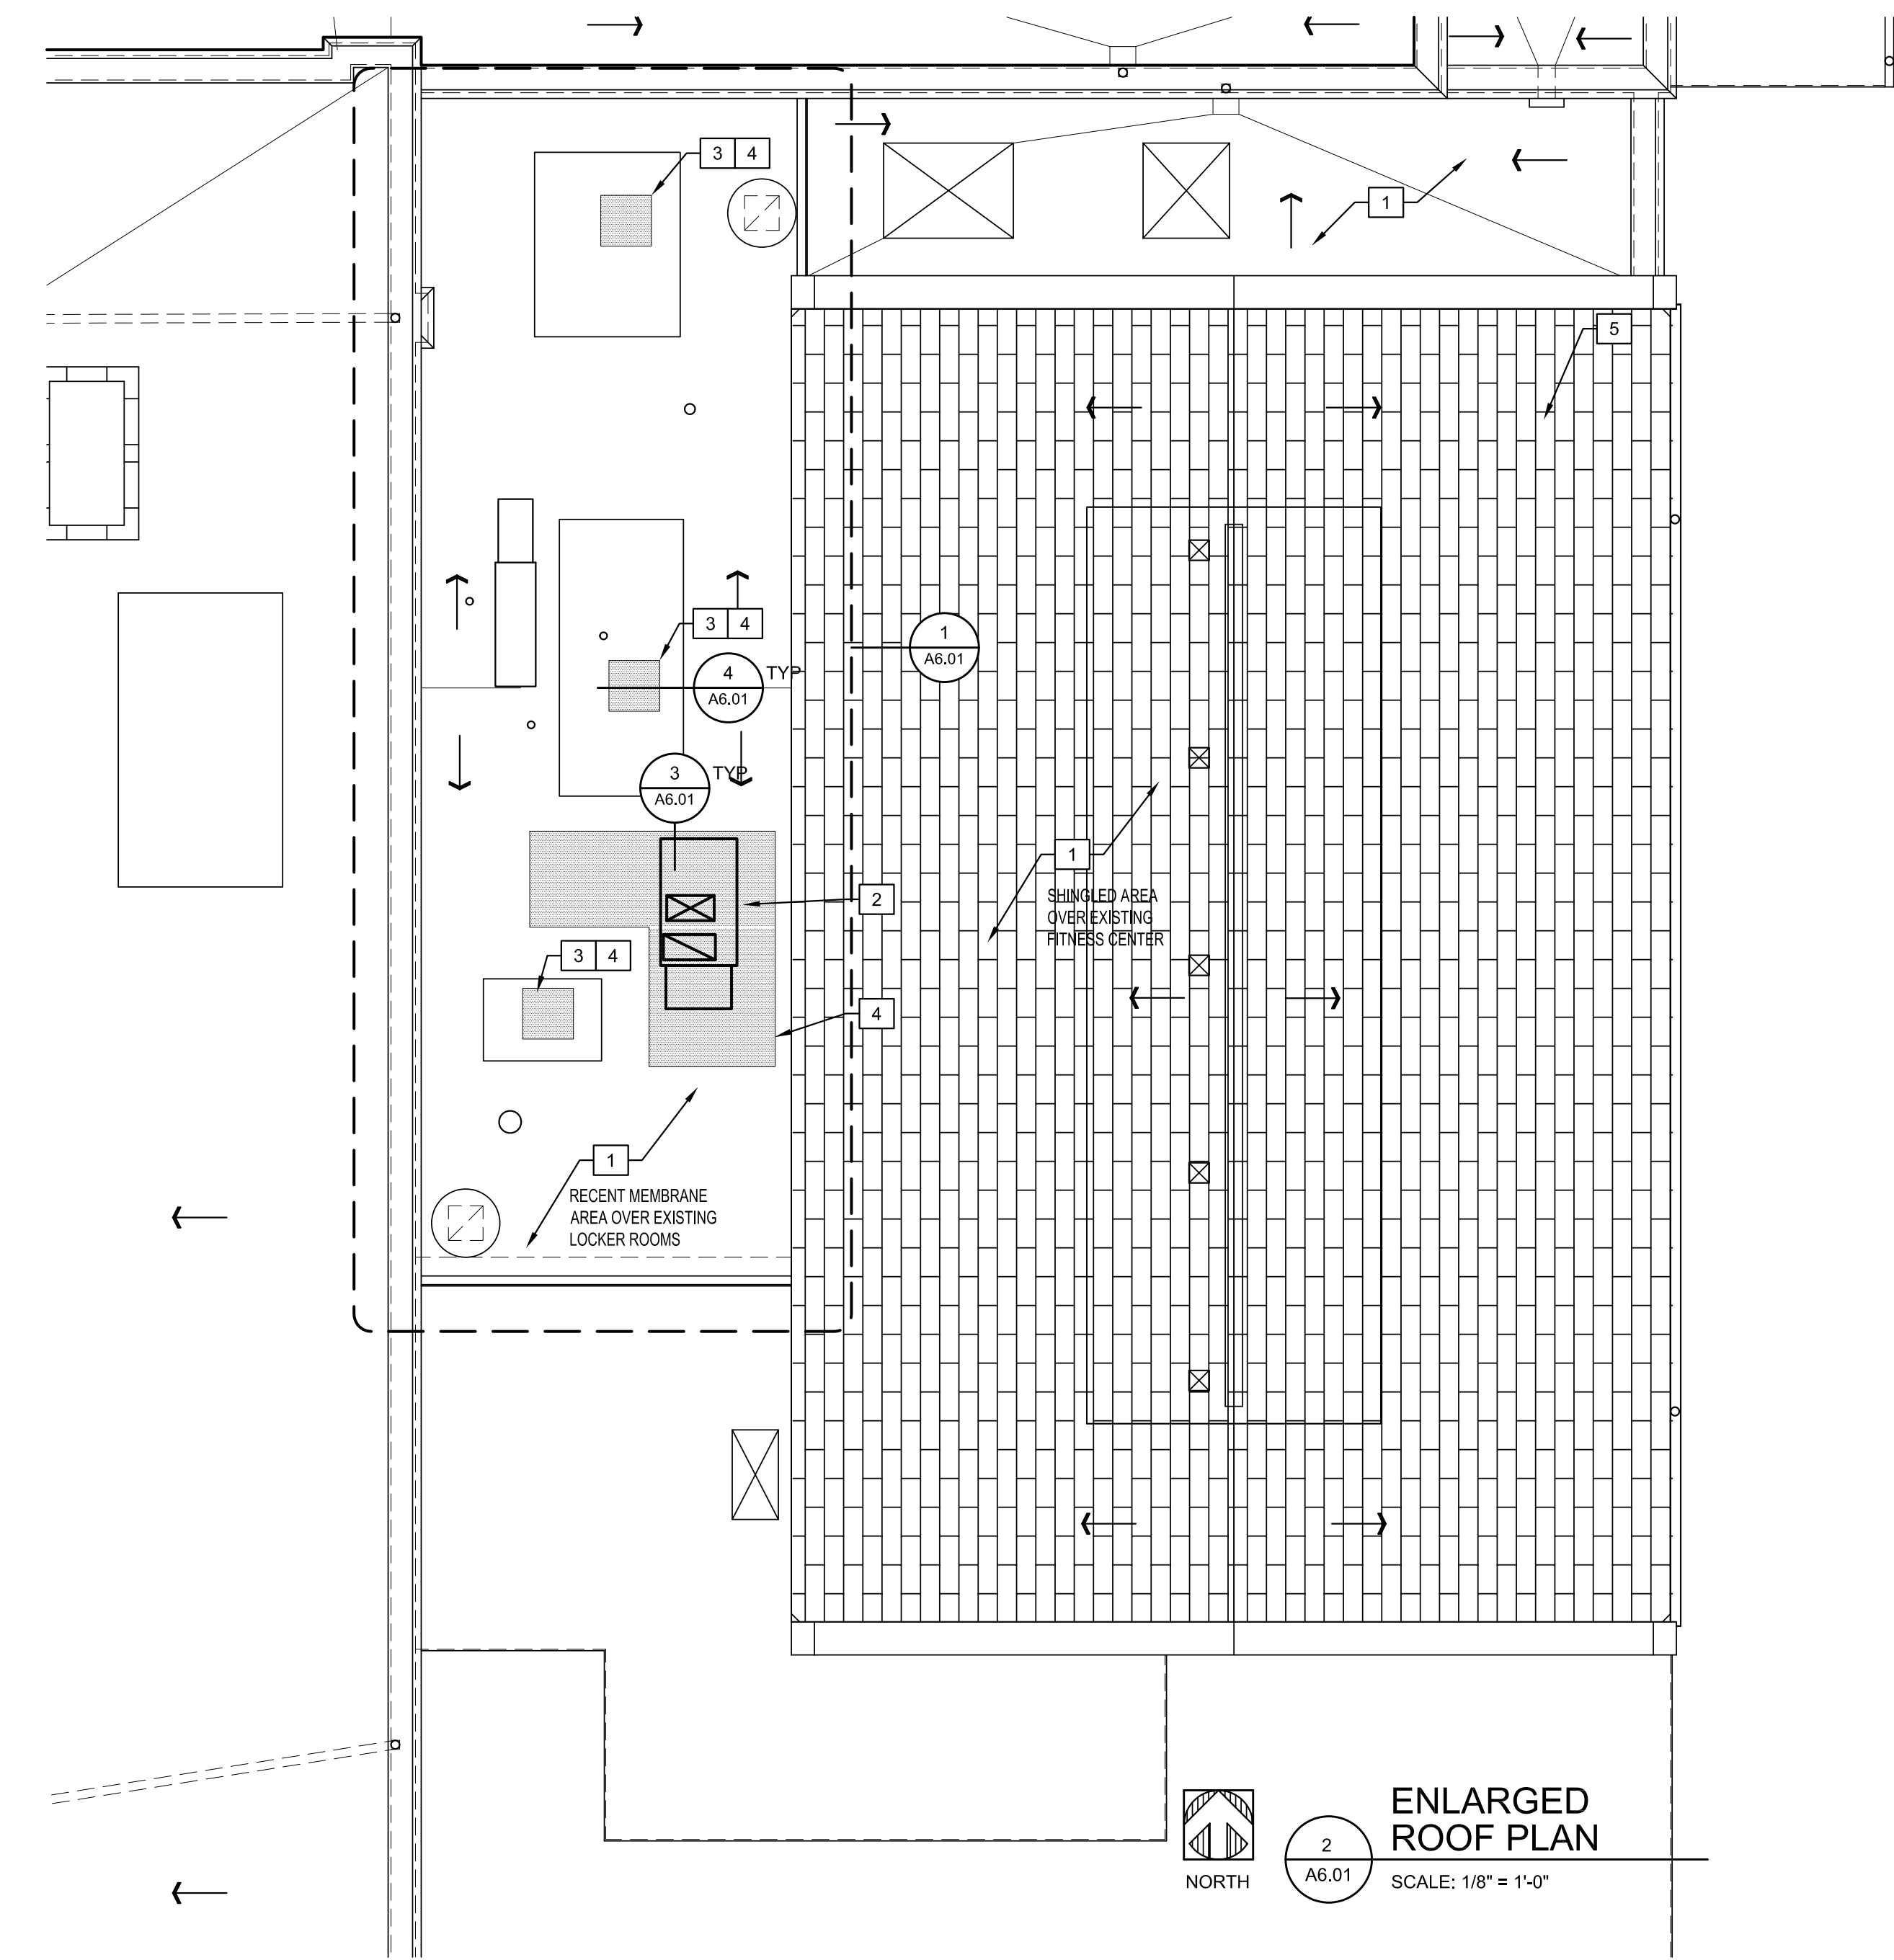 3 4
1
5
3 4
1
A6.01
4
A6.01
TYP
3
A6.01
TYP
1
SHINGLED AREA
OVER EXISTING
FITNESS CENTER
2
3 4
4
1
RECENT MEMBRANE
AREA OVER EXISTING
LOCKER ROOMS
NORTH
2
A6.01
ENLARGED
ROOF PLAN
SCALE: 1/8" = 1'-0"